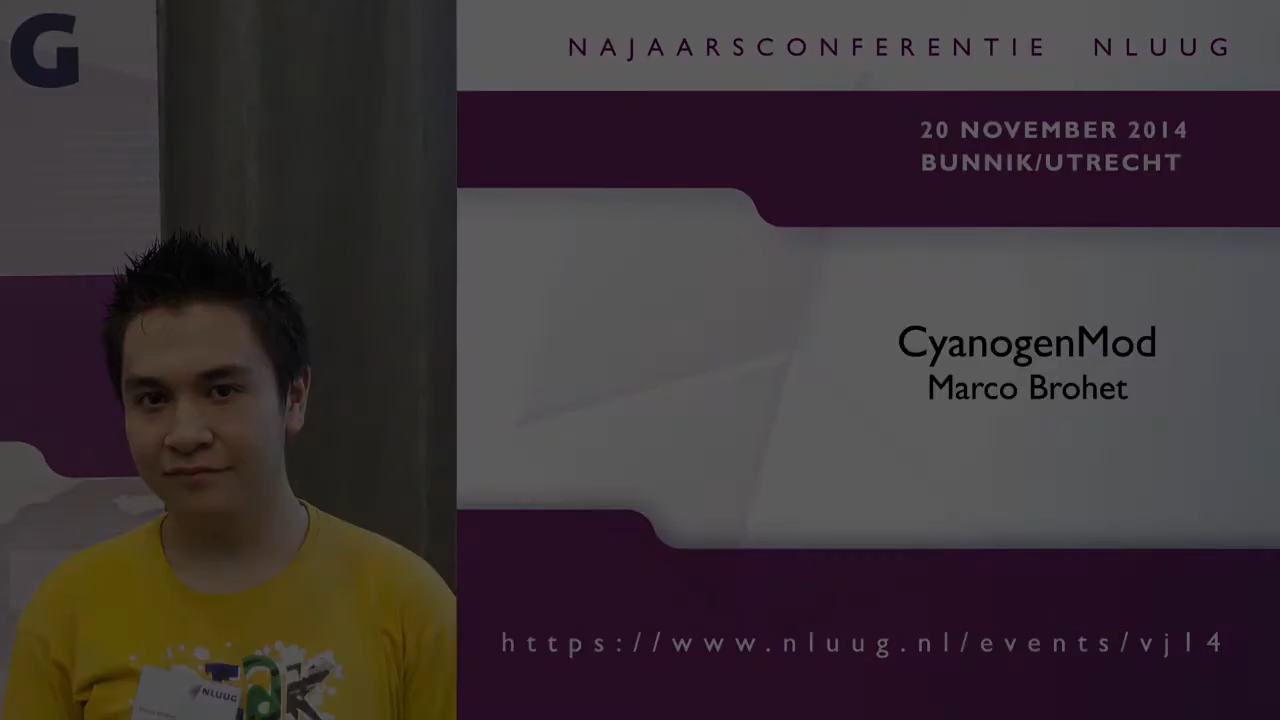 G
NAJAARSCONFERENTIE NLUUG
20 NOVEMBER 2014
BUNNIK/UTRECHT
CyanogenMod
Marco Brohet
https://www.nluug.nl/events/vj14
NLUUG